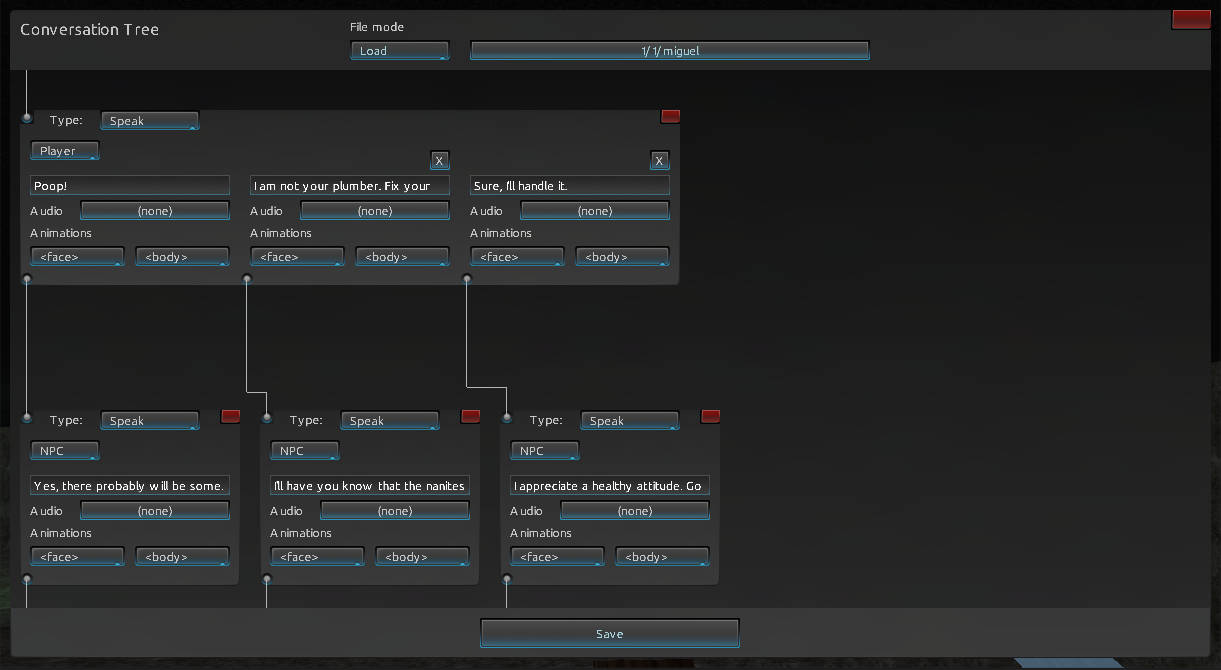 Conversation Tree
File mode
Load
1/1/miguel
Type:
Speak
Player
X
X
Poop!
I am not your plumber. Fix your
Sure, I'll handle it.
Audio
(none)
Audio
(none)
Audio
(none)
Animations
Animations
Animations
<face>
<body>
<face>
<body>
<face>
<body>
Type:
Speak
Type:
Speak
Type:
Speak
NPC
NPC
NPC
Yes, there probably will be some.
I'll have you know that the nanites
I appreciate a healthy attitude. Go
Audio
(none)
Audio
(none)
Audio
(none)
Animations
Animations
Animations
<face>
<body>
<face>
<body>
<face>
<body>
Save